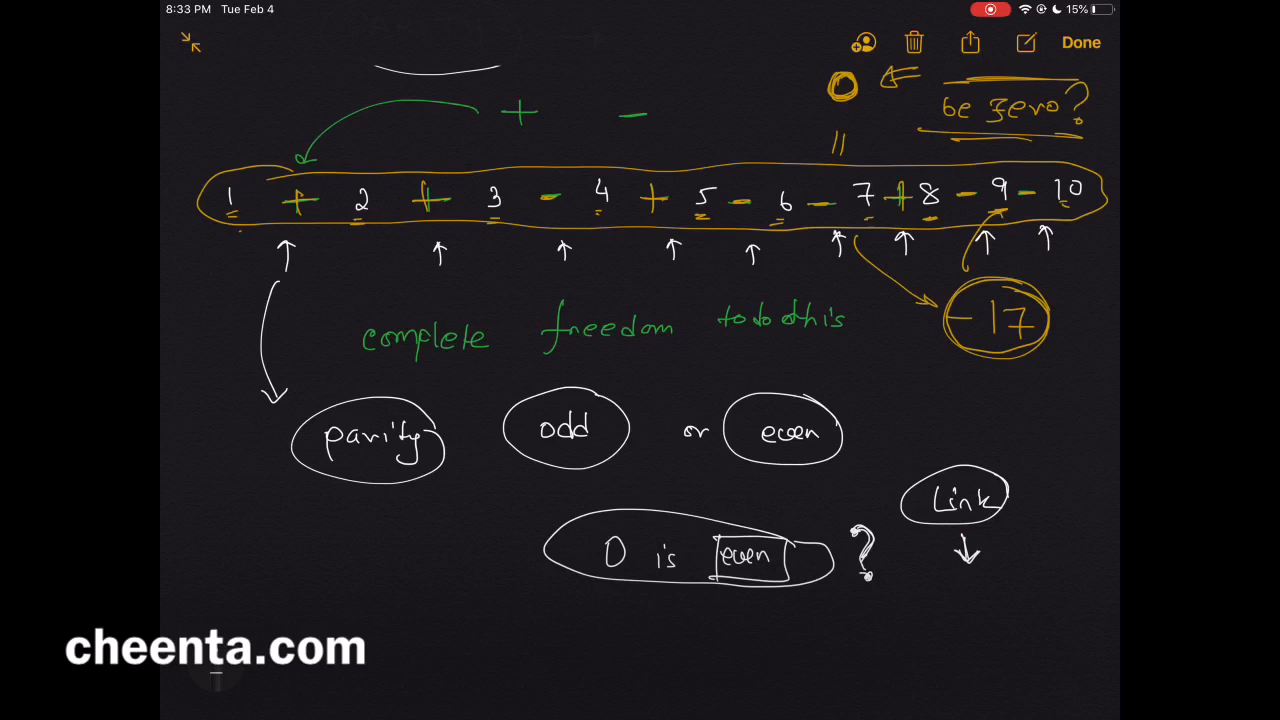 8:33 PM Tue Feb 4
15%
Done
be zero?
0
+ -
1 + 2 + 3 - 4 + 5 - 6 - 7 + 8 - 9 - 10
-17
complete freedom to do this
parity odd or even
Link
0 is even ?
cheenta.com